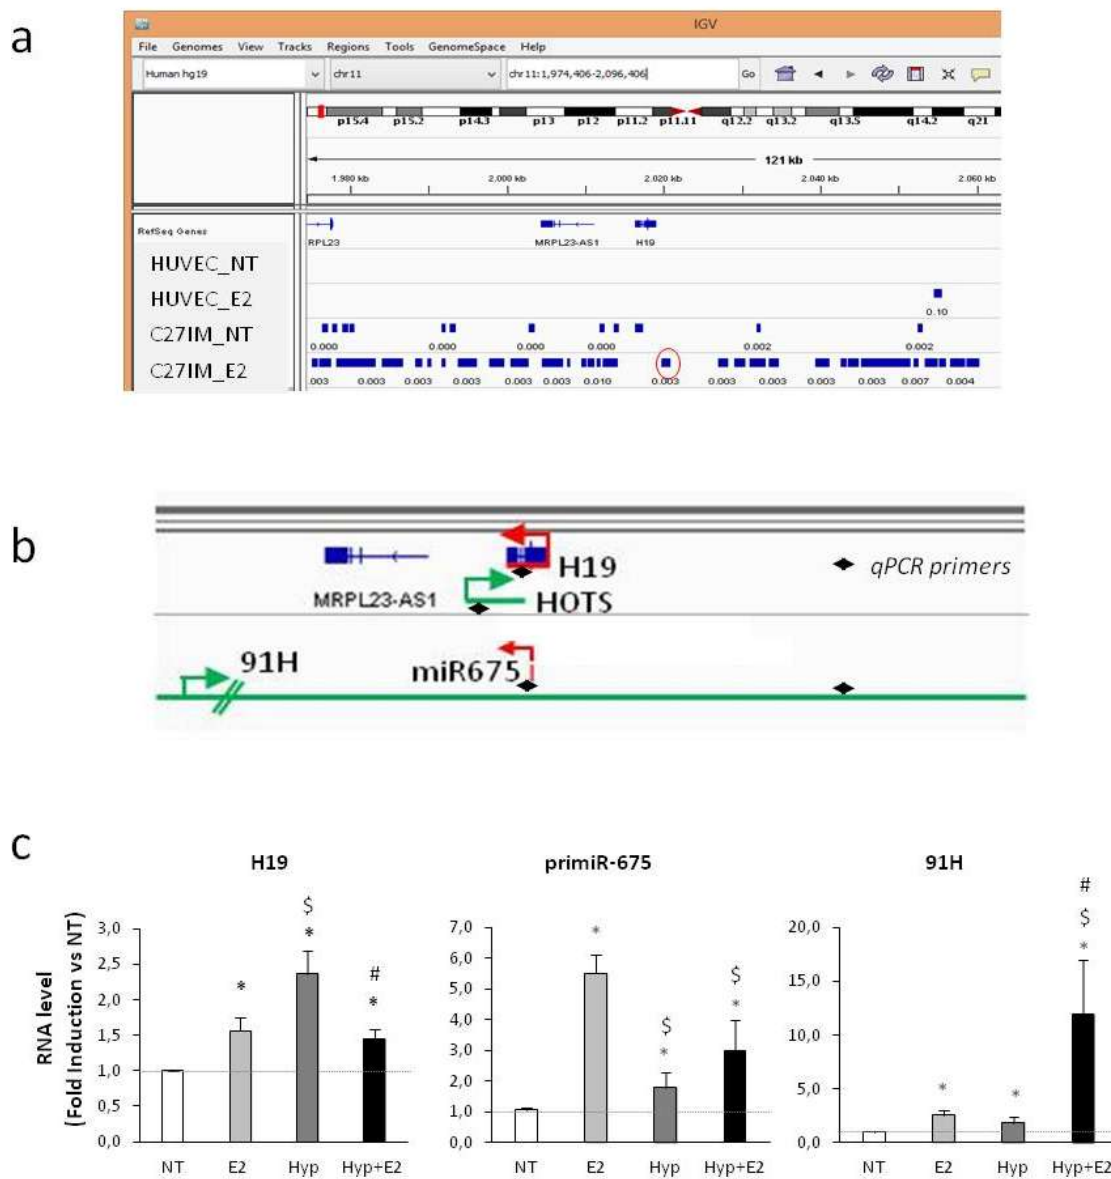 a
IGV
File Genomes View Tracks Regions Tools GenomeSpace Help
Human hg19 chr11 chr11:1,974,406-2,096,406 Go
p15.4 p15.2 p14.3 p13 p12 p11.2 p11.11 q12.2 q13.2 q13.5 q14.2 q21
121 kb
1.980 kb 2.000 kb 2.020 kb 2.040 kb 2.060 kb
RefSeq Genes
RPL23 MRPL23-AS1 H19
HUVEC_NT
HUVEC_E2
0.10
C27IM_NT
0.000 0.000 0.000 0.000 0.002 0.002
C27IM_E2
.003 0.003 0.003 0.003 0.003 0.010 0.003 0.003 0.003 0.003 0.003 0.007 0.004
b
H19
qPCR primers
MRPL23-AS1
HOTS
91H
miR675
c
H19 primiR-675 91H
RNA level
(Fold Induction vs NT)
3,0
2,5
2,0
1,5
1,0
0,5
0,0
* $ * # *
NT E2 Hyp Hyp+E2
7,0
6,0
5,0
4,0
3,0
2,0
1,0
0,0
* $ * $ *
NT E2 Hyp Hyp+E2
20,0
15,0
10,0
5,0
0,0
* * # $ *
NT E2 Hyp Hyp+E2